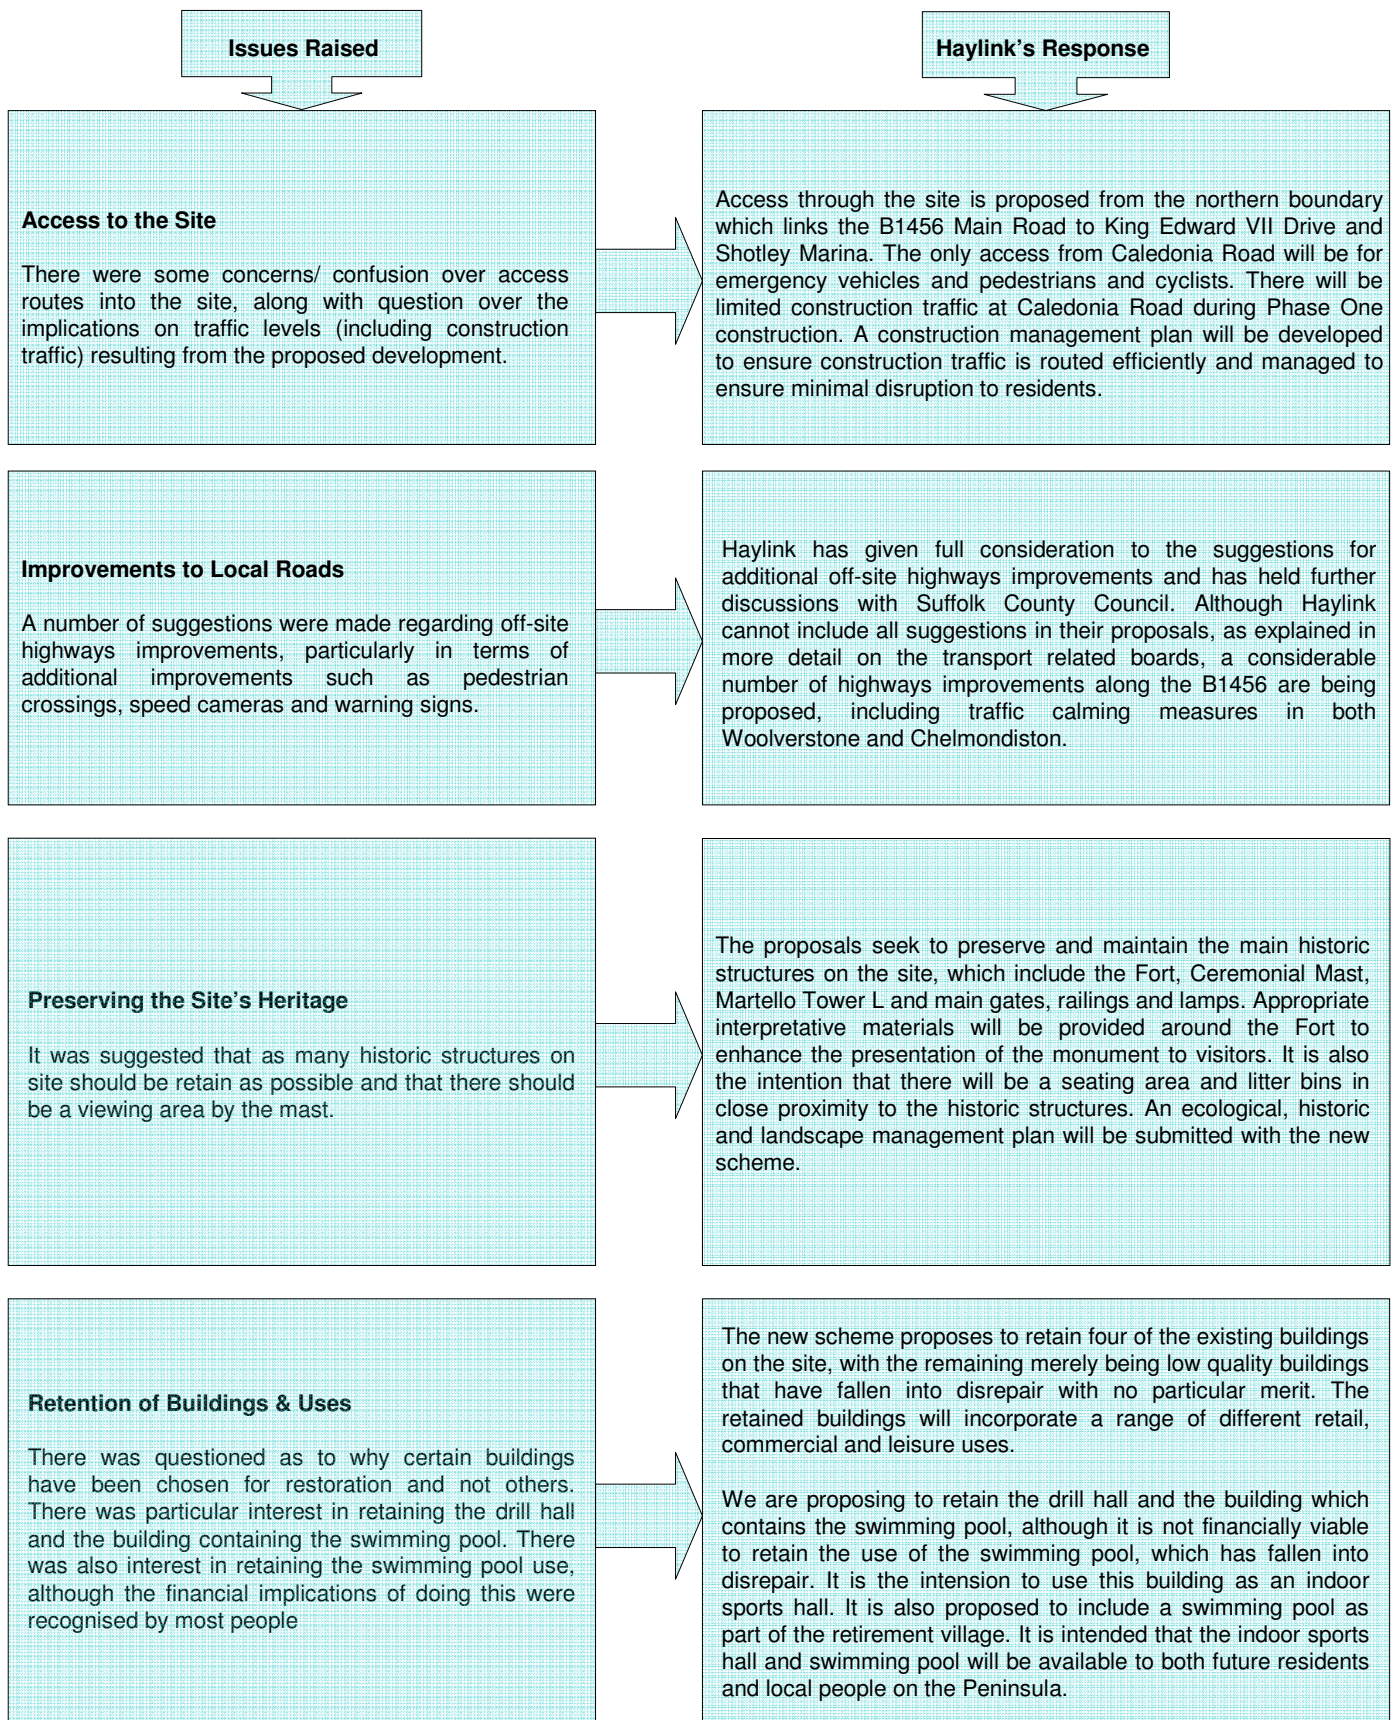 Issues Raised
Haylink's Response
Access to the Site
There were some concerns/ confusion over access
routes into the site, along with question over the
implications on traffic levels (including construction
traffic) resulting from the proposed development.
Access through the site is proposed from the northern boundary
which links the B1456 Main Road to King Edward VII Drive and
Shotley Marina. The only access from Caledonia Road will be for
emergency vehicles and pedestrians and cyclists. There will be
limited construction traffic at Caledonia Road during Phase One
construction. A construction management plan will be developed
to ensure construction traffic is routed efficiently and managed to
ensure minimal disruption to residents.
Improvements to Local Roads
A number of suggestions were made regarding off-site
highways improvements, particularly in terms of
additional improvements such as pedestrian
crossings, speed cameras and warning signs.
Haylink has given full consideration to the suggestions for
additional off-site highways improvements and has held further
discussions with Suffolk County Council. Although Haylink
cannot include all suggestions in their proposals, as explained in
more detail on the transport related boards, a considerable
number of highways improvements along the B1456 are being
proposed, including traffic calming measures in both
Woolverstone and Chelmondiston.
Preserving the Site's Heritage
It was suggested that as many historic structures on
site should be retain as possible and that there should
be a viewing area by the mast.
The proposals seek to preserve and maintain the main historic
structures on the site, which include the Fort, Ceremonial Mast,
Martello Tower L and main gates, railings and lamps. Appropriate
interpretative materials will be provided around the Fort to
enhance the presentation of the monument to visitors. It is also
the intention that there will be a seating area and litter bins in
close proximity to the historic structures. An ecological, historic
and landscape management plan will be submitted with the new
scheme.
Retention of Buildings & Uses
There was questioned as to why certain buildings
have been chosen for restoration and not others.
There was particular interest in retaining the drill hall
and the building containing the swimming pool. There
was also interest in retaining the swimming pool use,
although the financial implications of doing this were
recognised by most people
The new scheme proposes to retain four of the existing buildings
on the site, with the remaining merely being low quality buildings
that have fallen into disrepair with no particular merit. The
retained buildings will incorporate a range of different retail,
commercial and leisure uses.
We are proposing to retain the drill hall and the building which
contains the swimming pool, although it is not financially viable
to retain the use of the swimming pool, which has fallen into
disrepair. It is the intension to use this building as an indoor
sports hall. It is also proposed to include a swimming pool as
part of the retirement village. It is intended that the indoor sports
hall and swimming pool will be available to both future residents
and local people on the Peninsula.